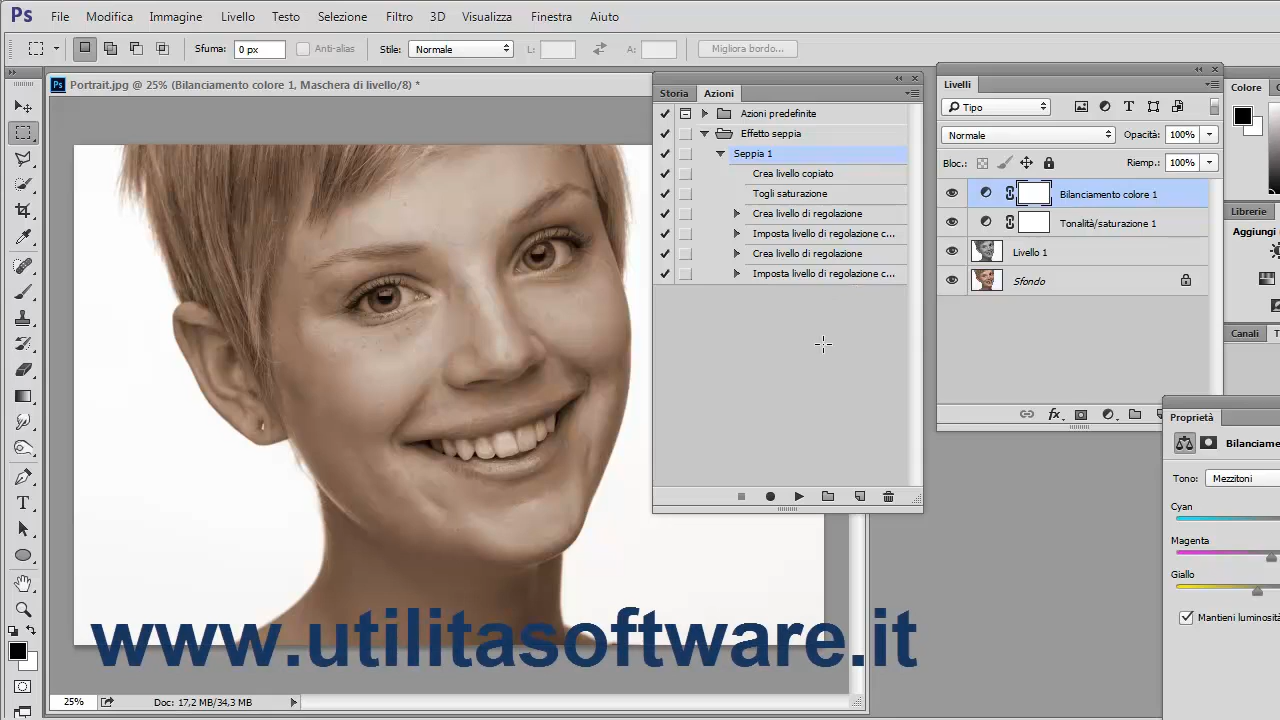 Ps File Modifica Immagine Livello Testo Selezione Filtro 3D Visualizza Finestra Aiuto
Sfuma: 0 px Anti-alias Stile: Normale L: A: Migliora bordo...
Portrait.jpg @ 25% (Bilanciamento colore 1, Maschera di livello/8) *
Storia Azioni
Azioni predefinite
Effetto seppia
Seppia 1
Crea livello copiato
Togli saturazione
Crea livello di regolazione
Imposta livello di regolazione c...
Crea livello di regolazione
Imposta livello di regolazione c...
Livelli
Tipo
Normale Opacità: 100%
Bloc.: Riemp.: 100%
Bilanciamento colore 1
Tonalità/saturazione 1
Livello 1
Sfondo
Colore
Librerie
Aggiungi
Canali
Proprietà
Bilanciame
Tono: Mezzitoni
Cyan
Magenta
Giallo
Mantieni luminosità
www.utilitasoftware.it
25% Doc: 17,2 MB/34,3 MB